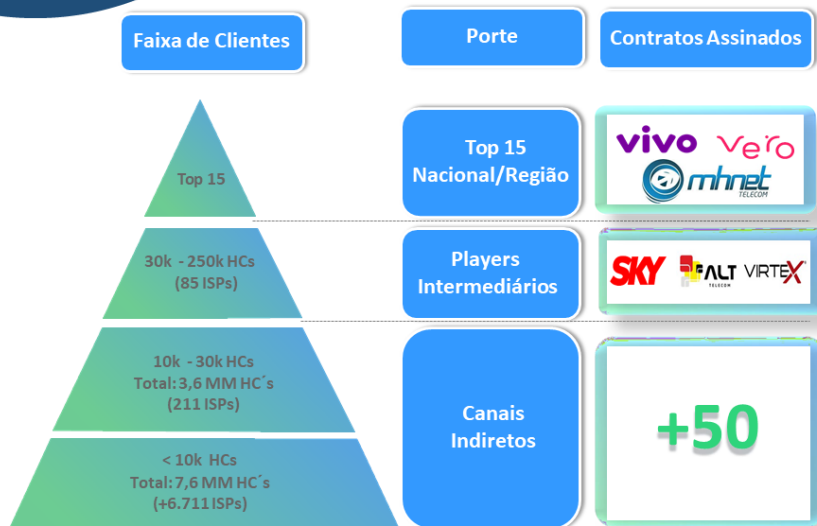 Faixa de Clientes
Porte
Contratos Assinados
Top 15
Top 15
Nacional/Região
vivo vero
mhnet
TELECOM
30k - 250k HCs
(85 ISPs)
Players
Intermediários
SKY FALT VIRTEX
TELECOM
10k - 30k HCs
Total: 3,6 MM HC´s
(211 ISPs)
Canais
Indiretos
+50
< 10k HCs
Total: 7,6 MM HC´s
(+6.711 ISPs)